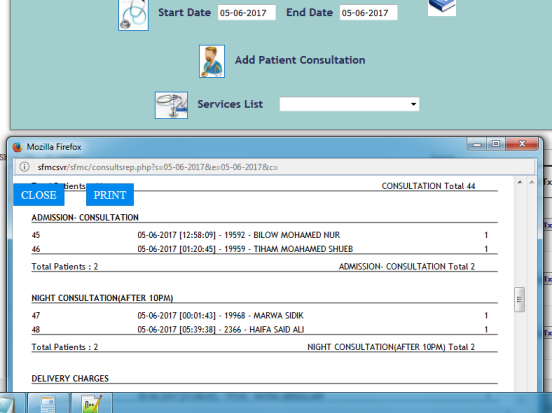 Start Date 05-06-2017 End Date 05-06-2017
Add Patient Consultation
Services List
Mozilla Firefox
sfmcsvr/sfmc/consultsrep.php?s=05-06-2017&e=05-06-2017&c=
Patients CONSULTATION Total 44
CLOSE PRINT
ADMISSION- CONSULTATION
45 05-06-2017 [12:58:09] - 19592 - BILOW MOHAMED NUR 1
46 05-06-2017 [01:20:45] - 19959 - TIHAM MOAHAMED SHUEB 1
Total Patients : 2 ADMISSION- CONSULTATION Total 2
NIGHT CONSULTATION(AFTER 10PM)
47 05-06-2017 [00:01:43] - 19968 - MARWA SIDIK 1
48 05-06-2017 [05:39:38] - 2366 - HAIFA SAID ALI 1
Total Patients : 2 NIGHT CONSULTATION(AFTER 10PM) Total 2
DELIVERY CHARGES